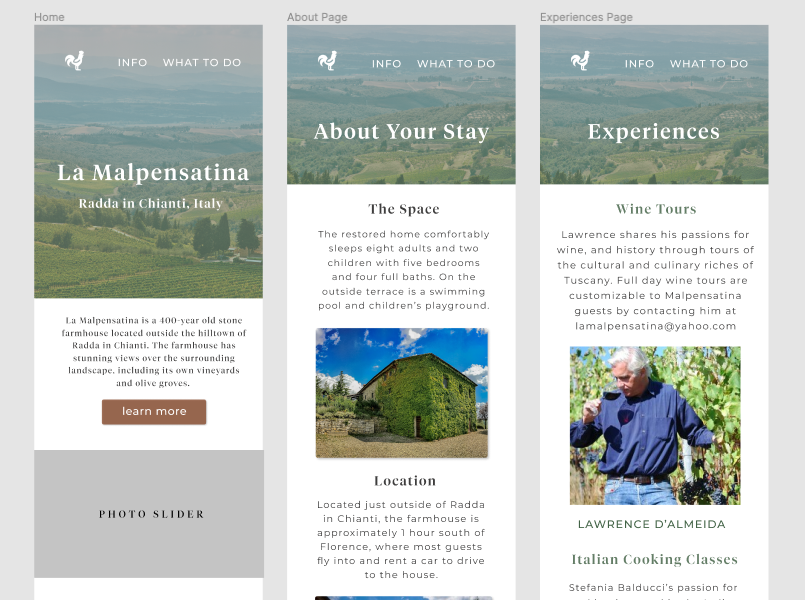 Home
INFO WHAT TO DO
La Malpensatina
Radda in Chianti, Italy
La Malpensatina is a 400-year old stone
farmhouse located outside the hilltown of
Radda in Chianti. The farmhouse has
stunning views over the surrounding
landscape, including its own vineyards
and olive groves.
learn more
PHOTO SLIDER
About Page
INFO WHAT TO DO
About Your Stay
The Space
The restored home comfortably
sleeps eight adults and two
children with five bedrooms
and four full baths. On the
outside terrace is a swimming
pool and children's playground.
Location
Located just outside of Radda
in Chianti, the farmhouse is
approximately 1 hour south of
Florence, where most guests
fly into and rent a car to drive
to the house.
Experiences Page
INFO WHAT TO DO
Experiences
Wine Tours
Lawrence shares his passions for
wine, and history through tours of
the cultural and culinary riches of
Tuscany. Full day wine tours are
customizable to Malpensatina
guests by contacting him at
lamalpensatina@yahoo.com
LAWRENCE D'ALMEIDA
Italian Cooking Classes
Stefania Balducci's passion for